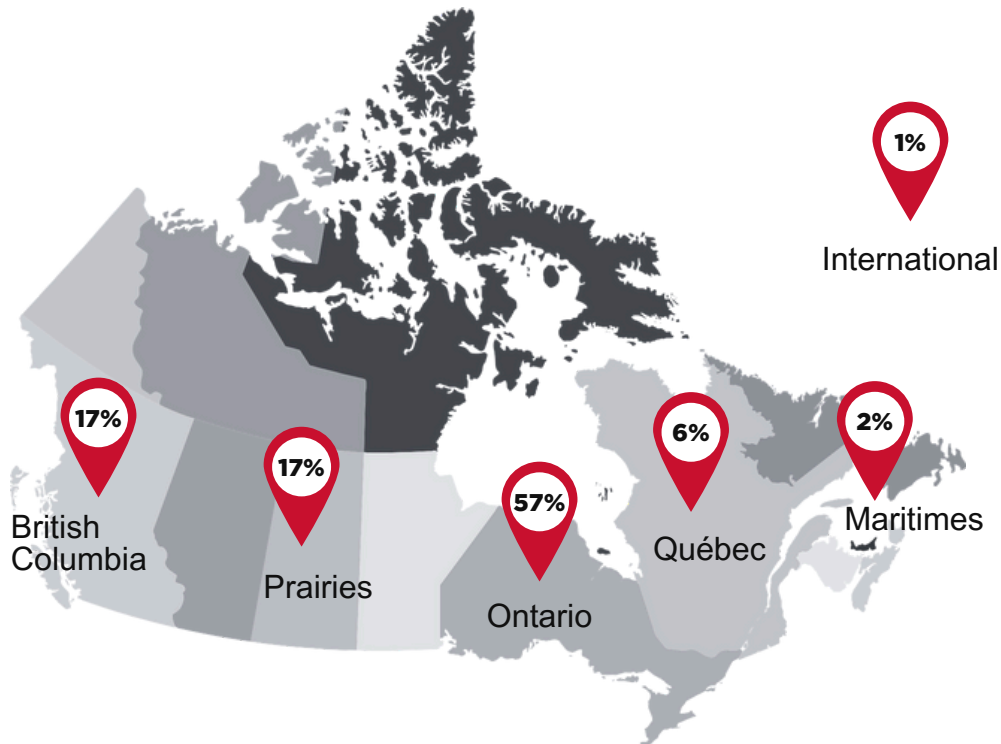 1%
International
17%
British
Columbia
17%
Prairies
57%
Ontario
6%
Québec
2%
Maritimes